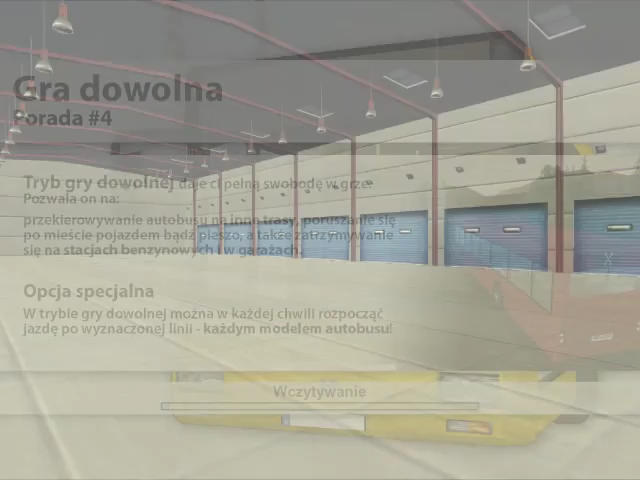 Gra dowolna
Porada #4
Tryb gry dowolnej daje ci pełną swobodę w grze.
Pozwala on na:
przekierowywanie autobusu na inne trasy, poruszanie się
po mieście pojazdem bądź pieszo, a także zatrzymywanie
się na stacjach benzynowych i w garażach.
Opcja specjalna
W trybie gry dowolnej można w każdej chwili rozpocząć
jazdę po wyznaczonej linii - każdym modelem autobusu!
Wczytywanie